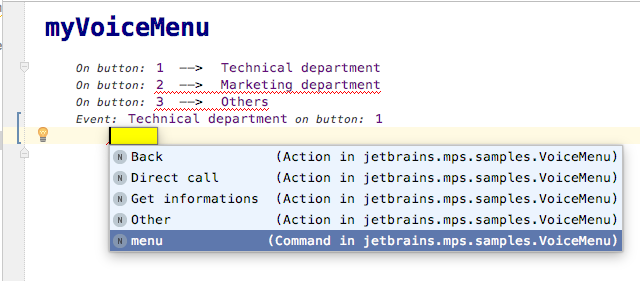 myVoiceMenu
On button: 1 --> Technical department
On button: 2 --> Marketing department
On button: 3 --> Others
Event: Technical department on button: 1
N Back (Action in jetbrains.mps.samples.VoiceMenu)
N Direct call (Action in jetbrains.mps.samples.VoiceMenu)
N Get informations (Action in jetbrains.mps.samples.VoiceMenu)
N Other (Action in jetbrains.mps.samples.VoiceMenu)
N menu (Command in jetbrains.mps.samples.VoiceMenu)